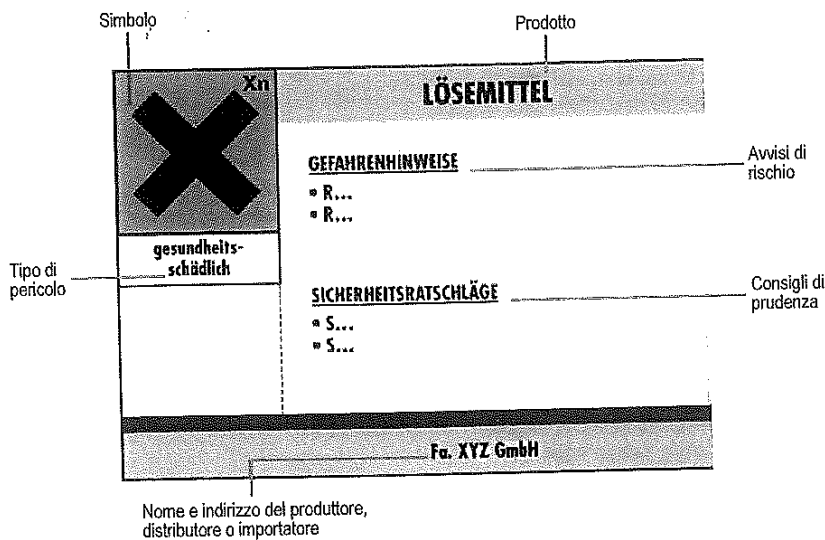 Simbolo
Prodotto
Xn
LÖSEMITTEL
GEFAHRENHINWEISE
Avvisi di
rischio
R...
R...
gesundheits-
schädlich
Tipo di
pericolo
SICHERHEITSRATSCHLÄGE
Consigli di
prudenza
S...
S...
Fa. XYZ GmbH
Nome e indirizzo del produttore,
distributore o importatore